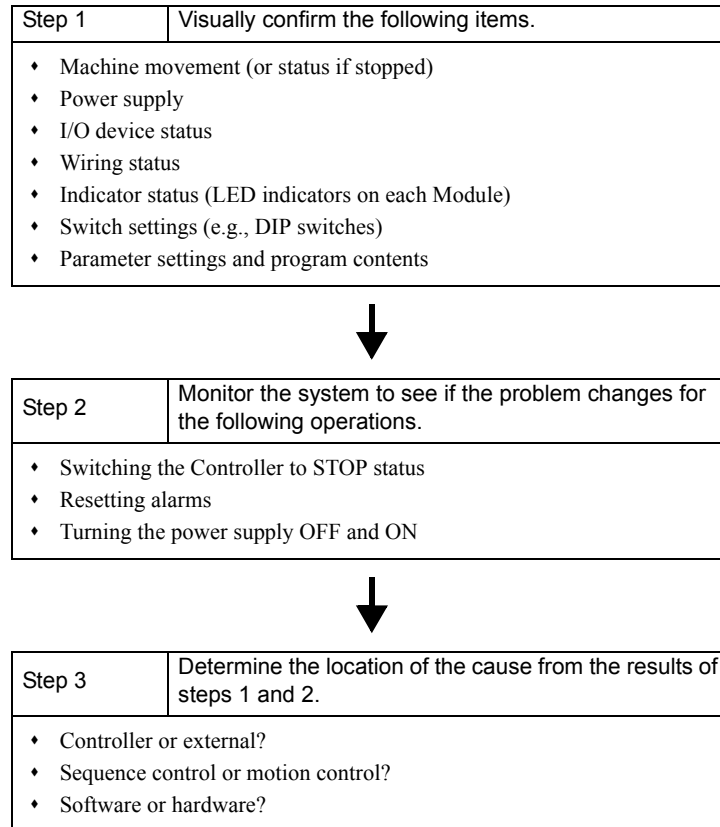 Step 1 Visually confirm the following items.
♦ Machine movement (or status if stopped)
♦ Power supply
♦ I/O device status
♦ Wiring status
♦ Indicator status (LED indicators on each Module)
♦ Switch settings (e.g., DIP switches)
♦ Parameter settings and program contents
Step 2 Monitor the system to see if the problem changes for
the following operations.
♦ Switching the Controller to STOP status
♦ Resetting alarms
♦ Turning the power supply OFF and ON
Step 3 Determine the location of the cause from the results of
steps 1 and 2.
♦ Controller or external?
♦ Sequence control or motion control?
♦ Software or hardware?